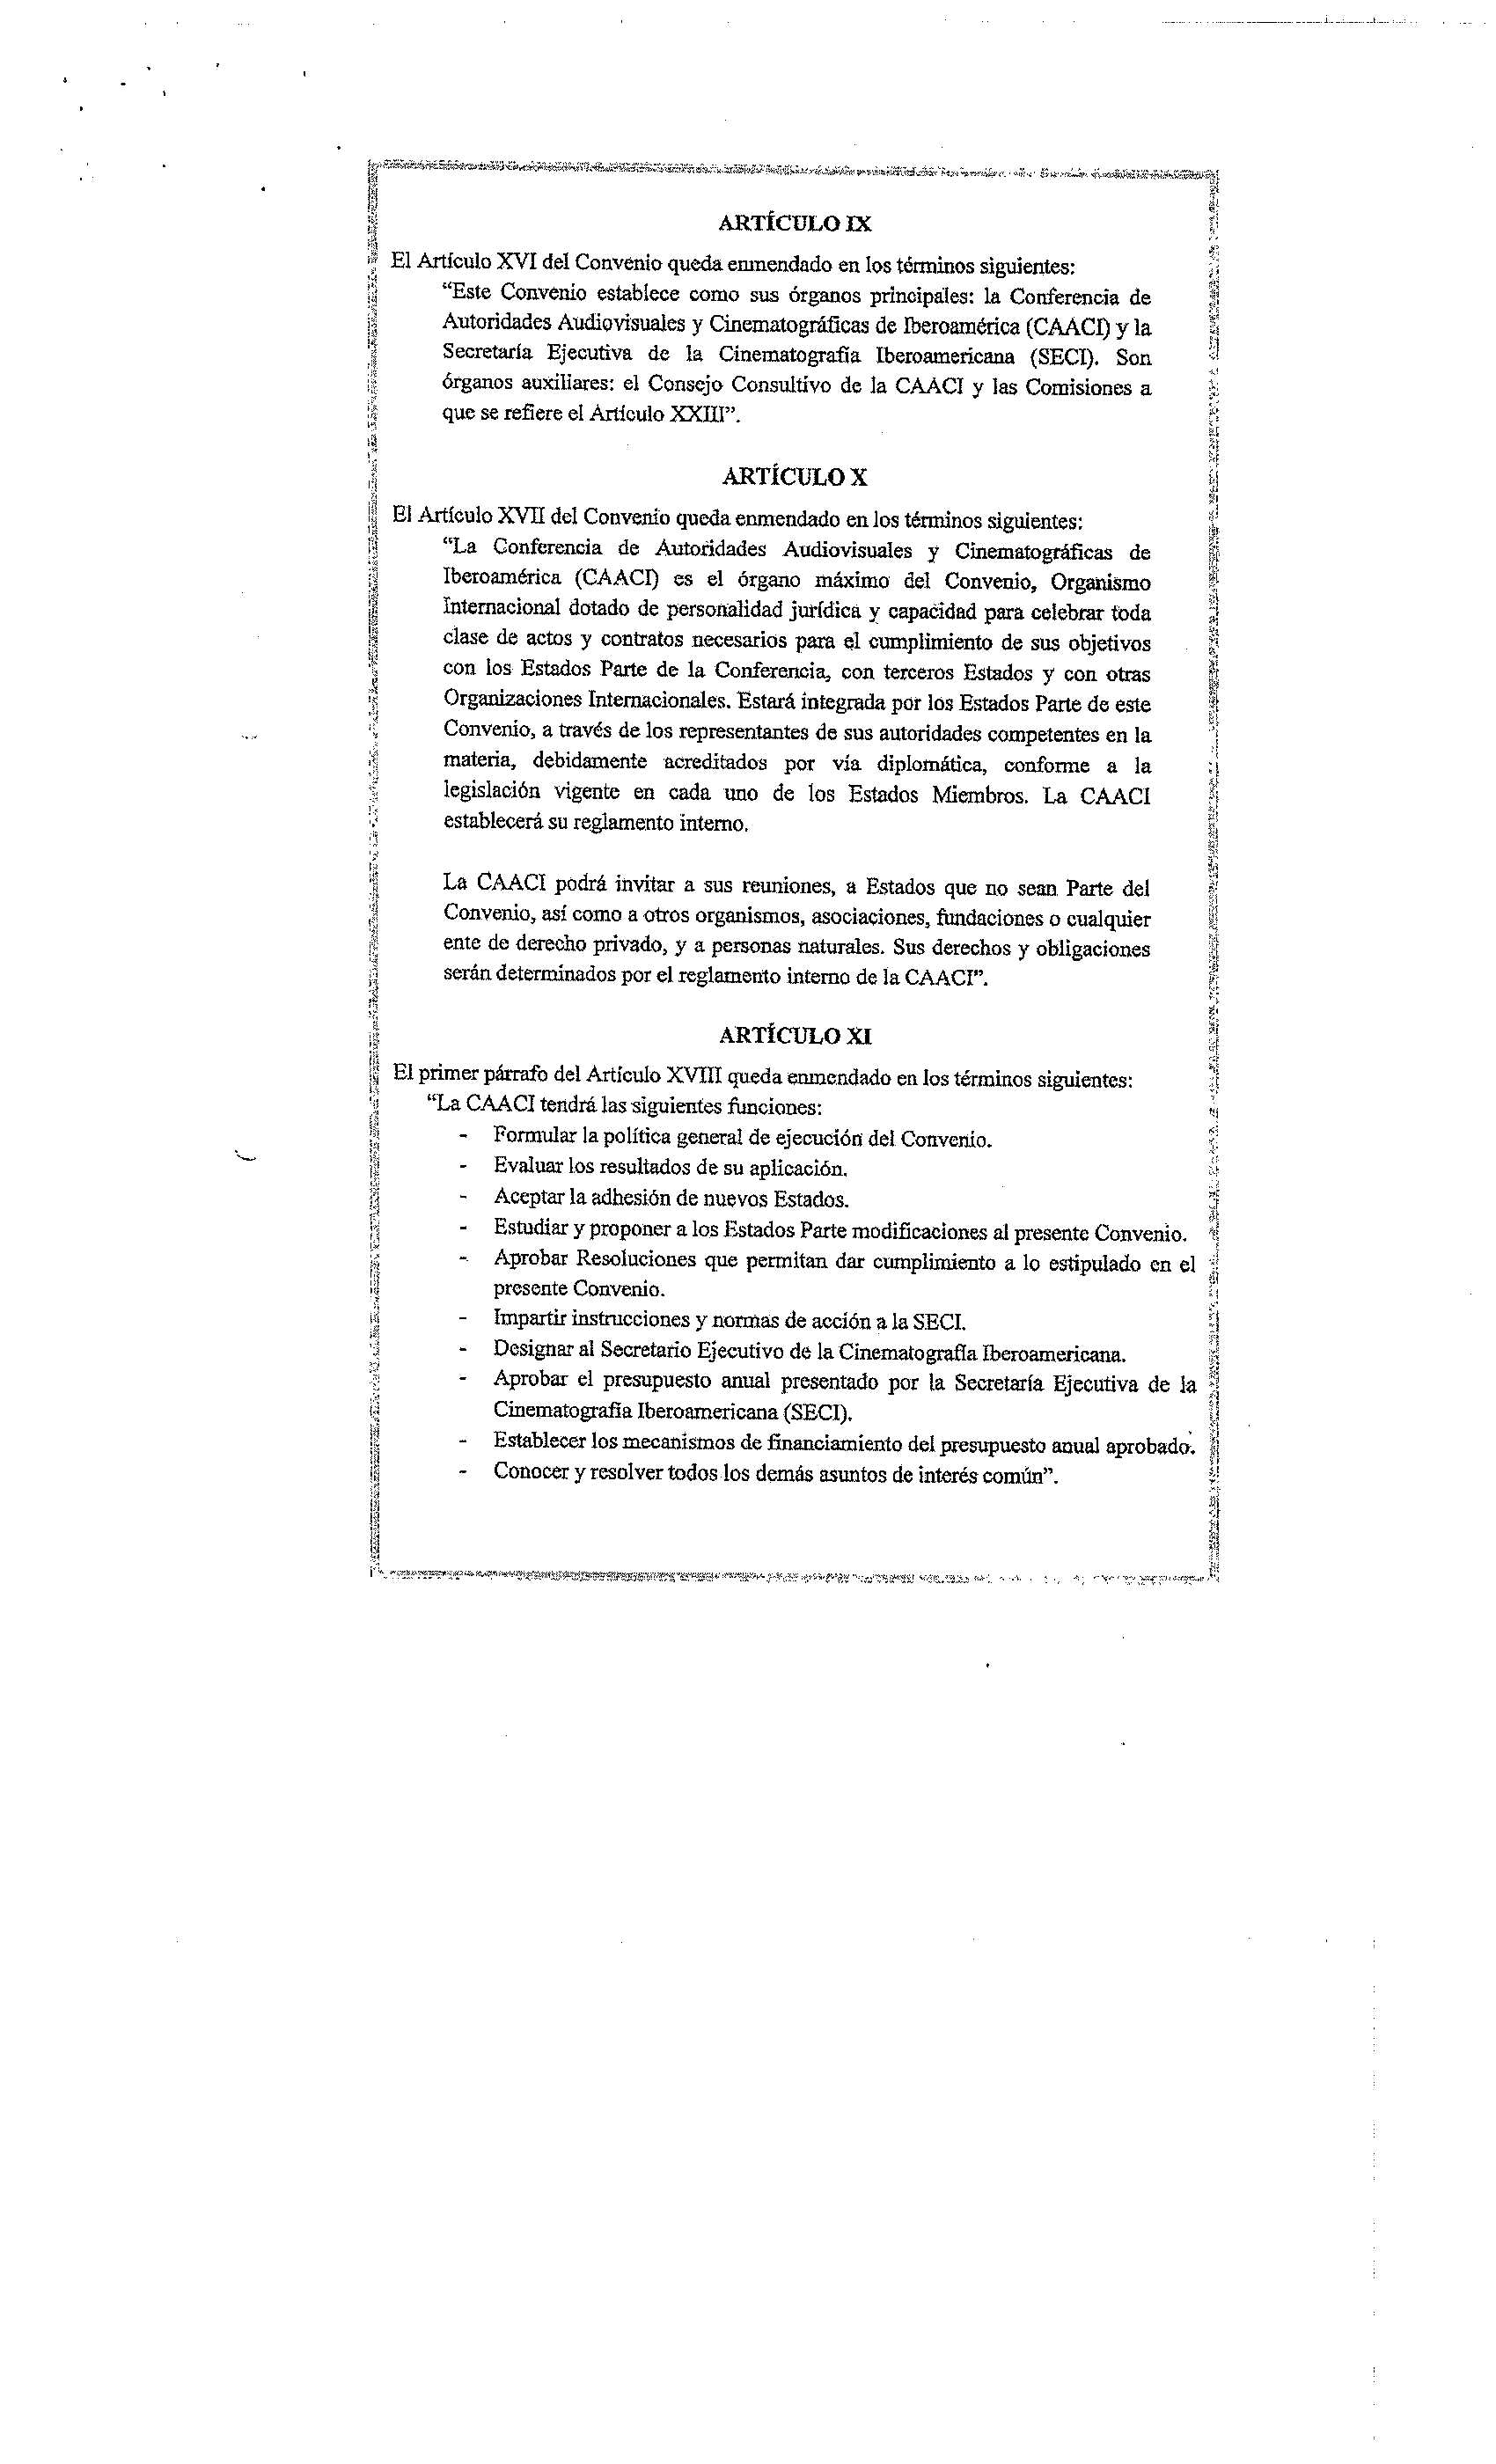 ARTÍCULO IX
El Artículo XVI del Convenio queda enmendado en los términos siguientes:
“Este Convenio establece como sus órganos principales: la Conferencia de
Autoridades Audiovisuales y Cinematográficas de Iberoamérica (CAACI) y la
Secretaría Ejecutiva de la Cinematografía Iberoamericana (SECI). Son
órganos auxiliares: el Consejo Consultivo de la CAACI y las Comisiones a
que se refiere el Artículo XXIII”.
ARTÍCULO X
El Artículo XVII del Convenio queda enmendado en los términos siguientes:
“La Conferencia de Autoridades Audiovisuales y Cinematográficas de
Iberoamérica (CAACI) es el órgano máximo del Convenio, Organismo
Internacional dotado de personalidad jurídica y capacidad para celebrar toda
clase de actos y contratos necesarios para el cumplimiento de sus objetivos
con los Estados Parte de la Conferencia, con terceros Estados y con otras
Organizaciones Internacionales. Estará integrada por los Estados Parte de este
Convenio, a través de los representantes de sus autoridades competentes en la
materia, debidamente acreditados por vía diplomática, conforme a la
legislación vigente en cada uno de los Estados Miembros. La CAACI
establecerá su reglamento interno.
La CAACI podrá invitar a sus reuniones, a Estados que no sean Parte del
Convenio, así como a otros organismos, asociaciones, fundaciones o cualquier
ente de derecho privado, y a personas naturales. Sus derechos y obligaciones
serán determinados por el reglamento interno de la CAACI”.
ARTÍCULO XI
El primer párrafo del Artículo XVIII queda enmendado en los términos siguientes:
“La CAACI tendrá las siguientes funciones:
- Formular la política general de ejecución del Convenio.
- Evaluar los resultados de su aplicación.
- Aceptar la adhesión de nuevos Estados.
- Estudiar y proponer a los Estados Parte modificaciones al presente Convenio.
- Aprobar Resoluciones que permitan dar cumplimiento a lo estipulado en el
presente Convenio.
- Impartir instrucciones y normas de acción a la SECI.
- Designar al Secretario Ejecutivo de la Cinematografía Iberoamericana.
- Aprobar el presupuesto anual presentado por la Secretaría Ejecutiva de la
Cinematografía Iberoamericana (SECI).
- Establecer los mecanismos de financiamiento del presupuesto anual aprobado.
- Conocer y resolver todos los demás asuntos de interés común”.